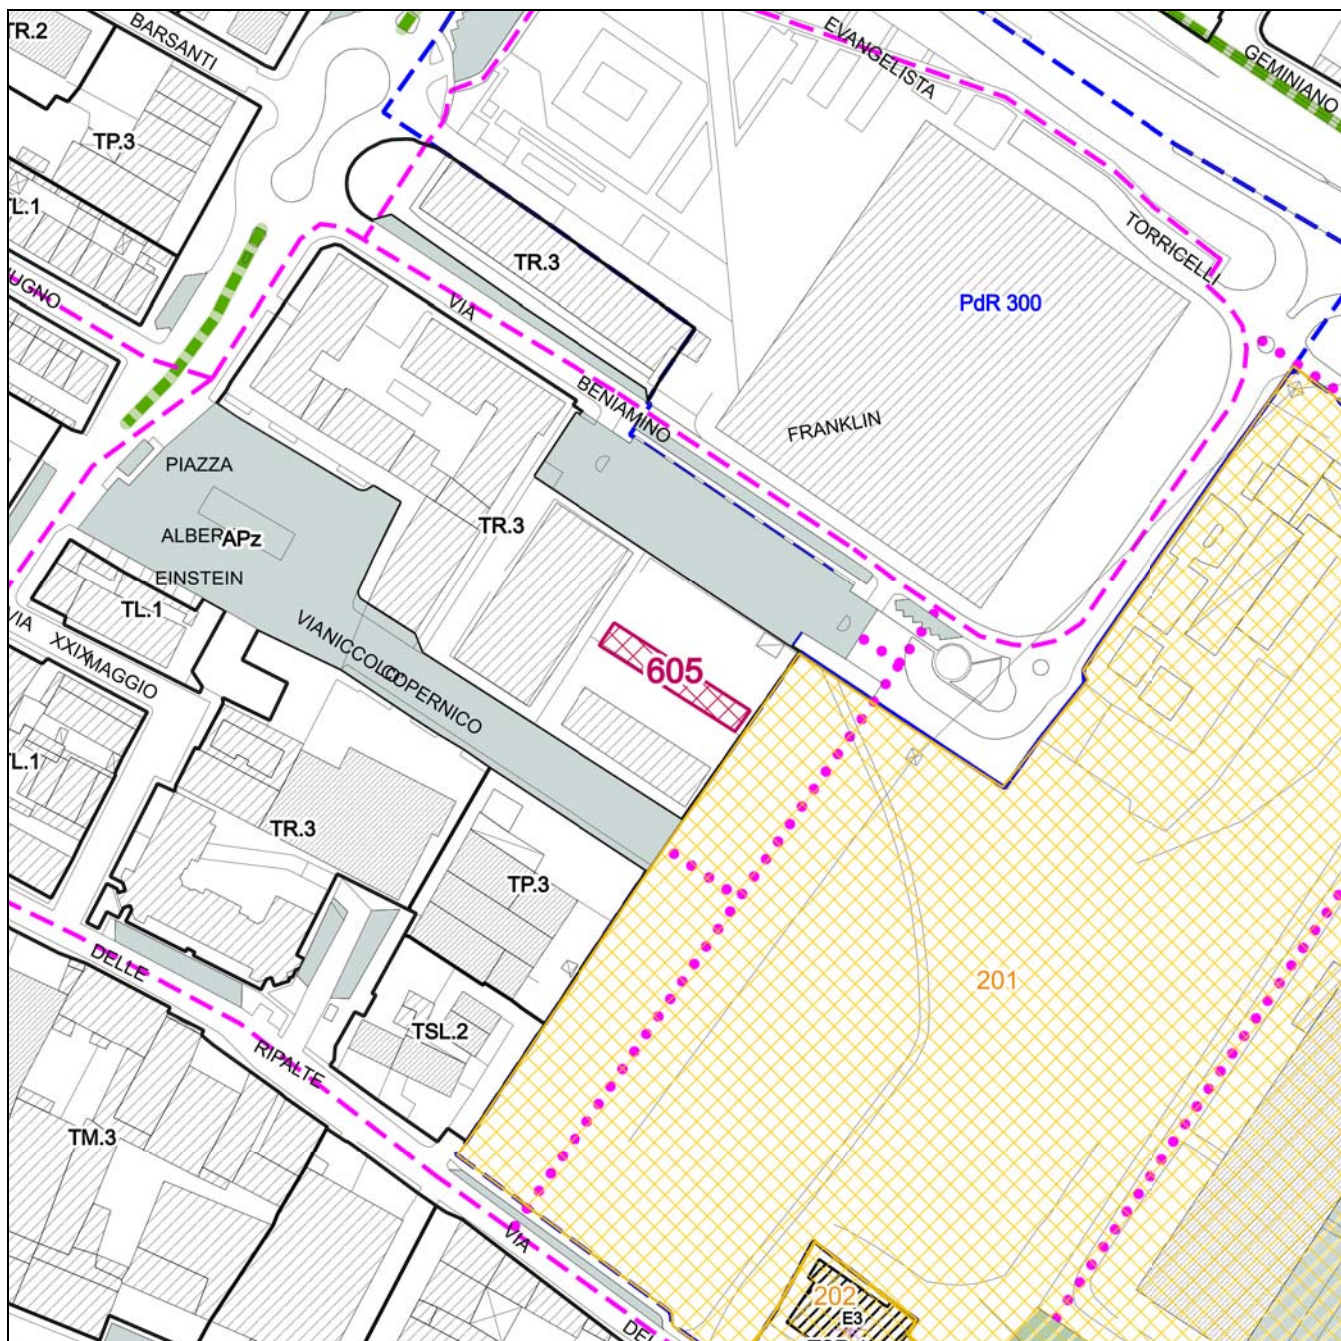 TR.2
BARSANTI
EVANGELISTA
GEMINIANO
TP.3
TL.1
TORRICELLI
TR.3
PdR 300
VIA
BENIAMINO
FRANKLIN
PIAZZA
ALBER
APz
EINSTEIN
TR.3
TL.1
VIA XXIX MAGGIO
VIA NICCOLO COPERNICO
605
TL.1
TR.3
TP.3
DELLE
RIPALTE
TSL.2
201
TM.3
VIA
202
E3